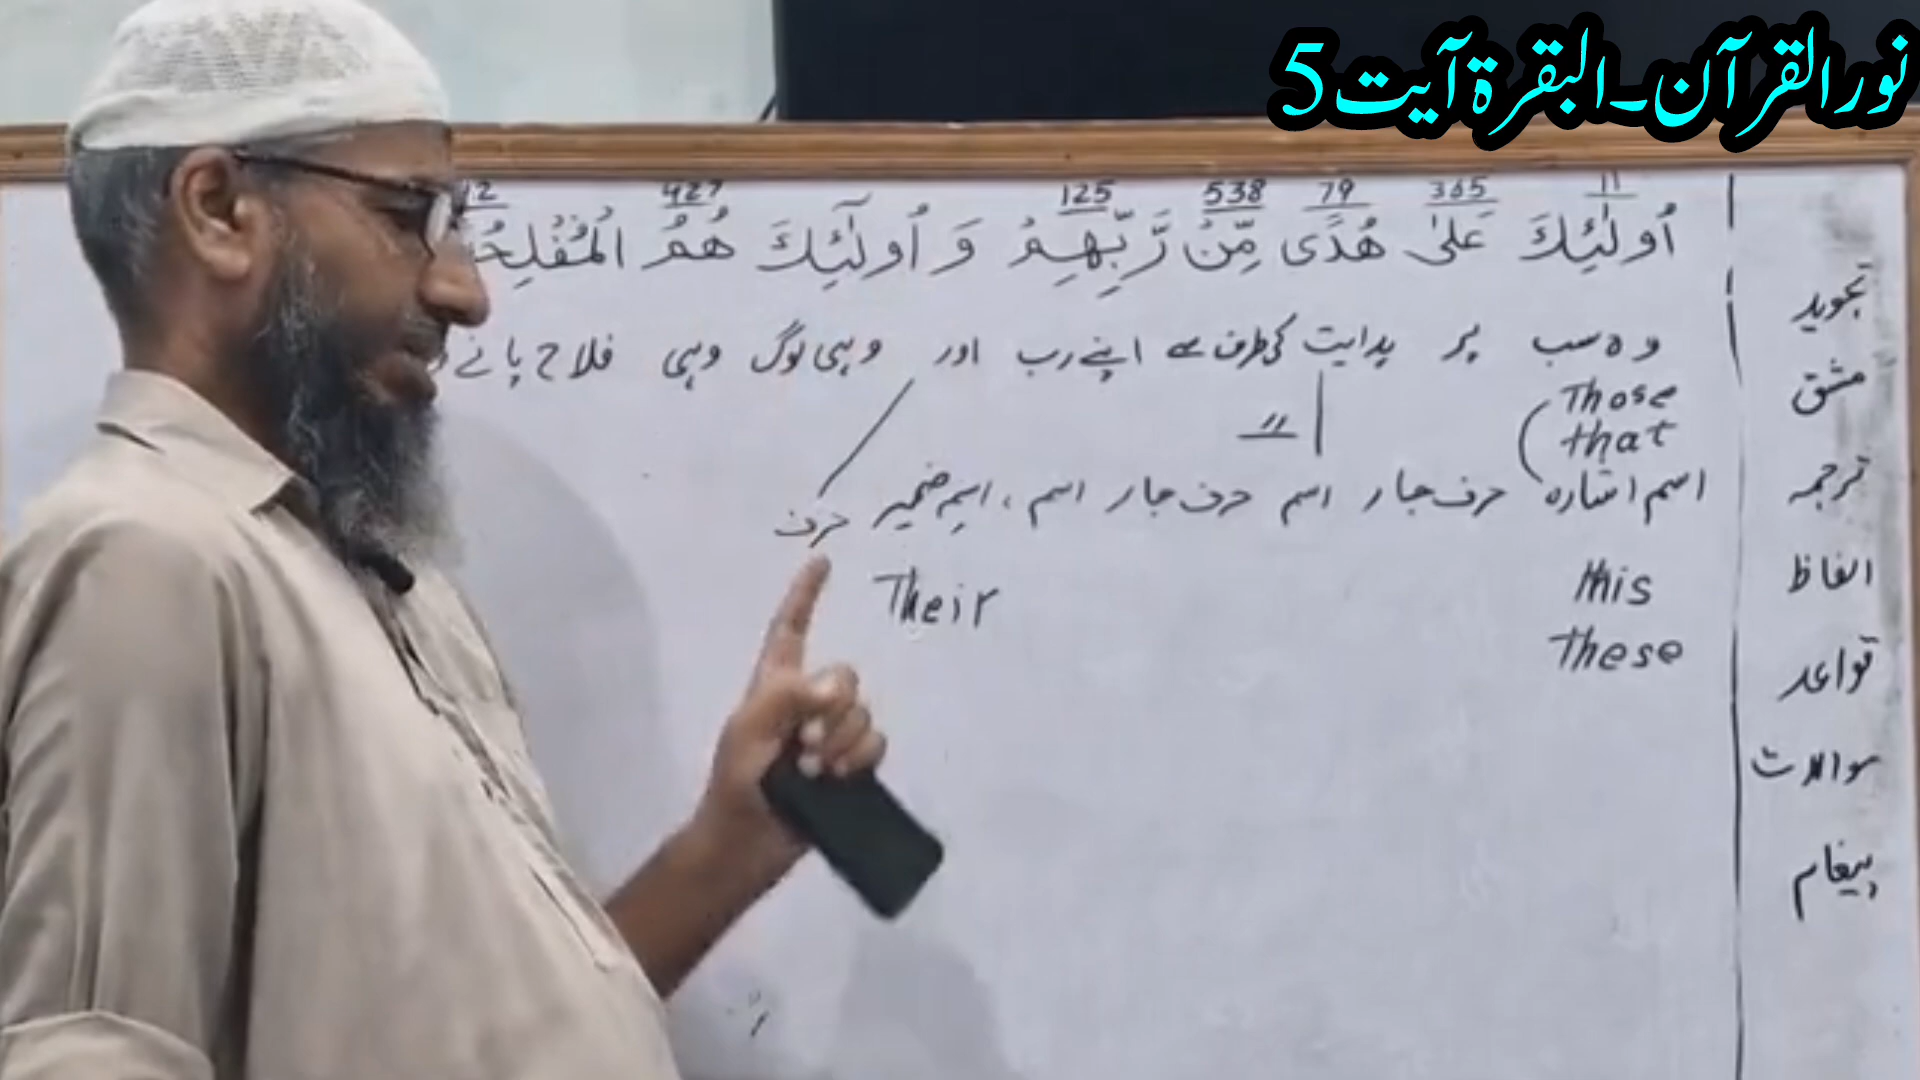 نورالقرآن۔البقرۃ آیت 5
11 365 79 538 125 427 12
اُولٰٓئِكَ عَلٰى هُدًى مِّنْ رَّبِّهِمْ وَ اُولٰٓئِكَ هُمُ الْمُفْلِحُ
وہ سب پر ہدایت کی طرف سے اپنے رب اور وہی لوگ وہی فلاح پانے
Those
that
اسم اشارہ حرف جار اسم حرف جار اسم ، اسم ضمیر حرف
this
Their
These
تجوید
مشق
ترجمہ
الفاظ
قواعد
سوالات
پیغام